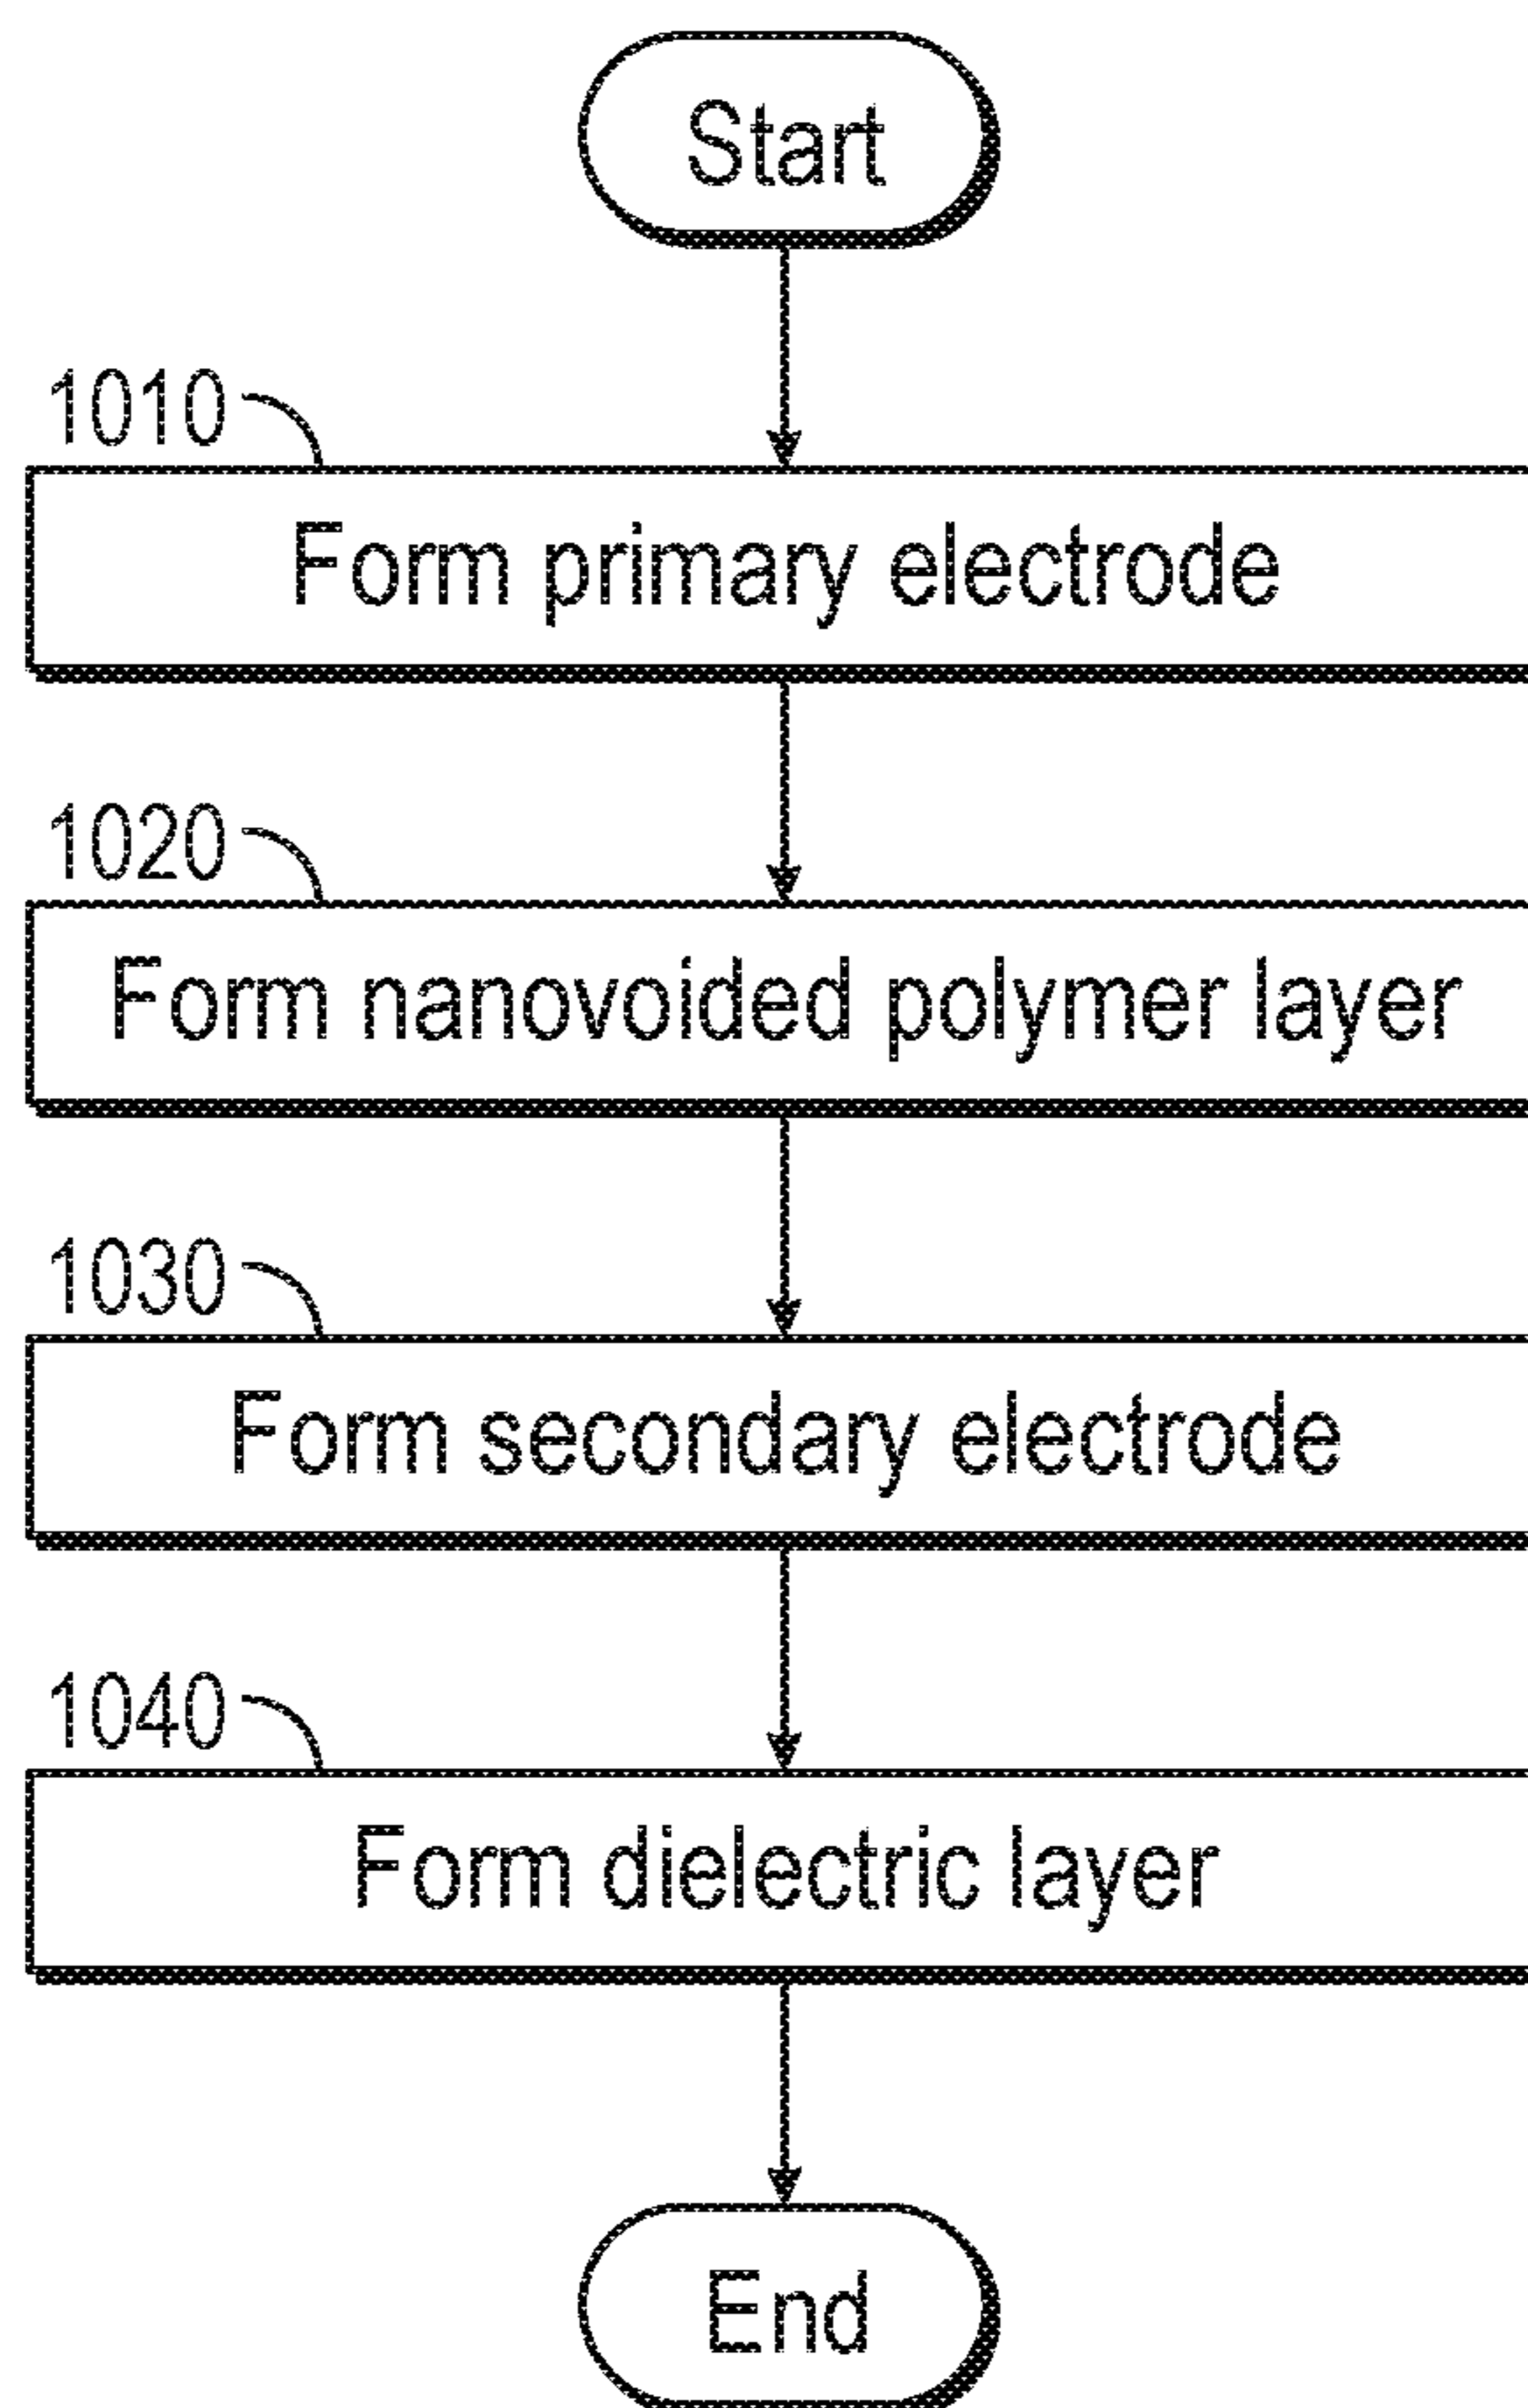 Start
1010
Form primary electrode
1020
Form nanovoided polymer layer
1030
Form secondary electrode
1040
Form dielectric layer
End